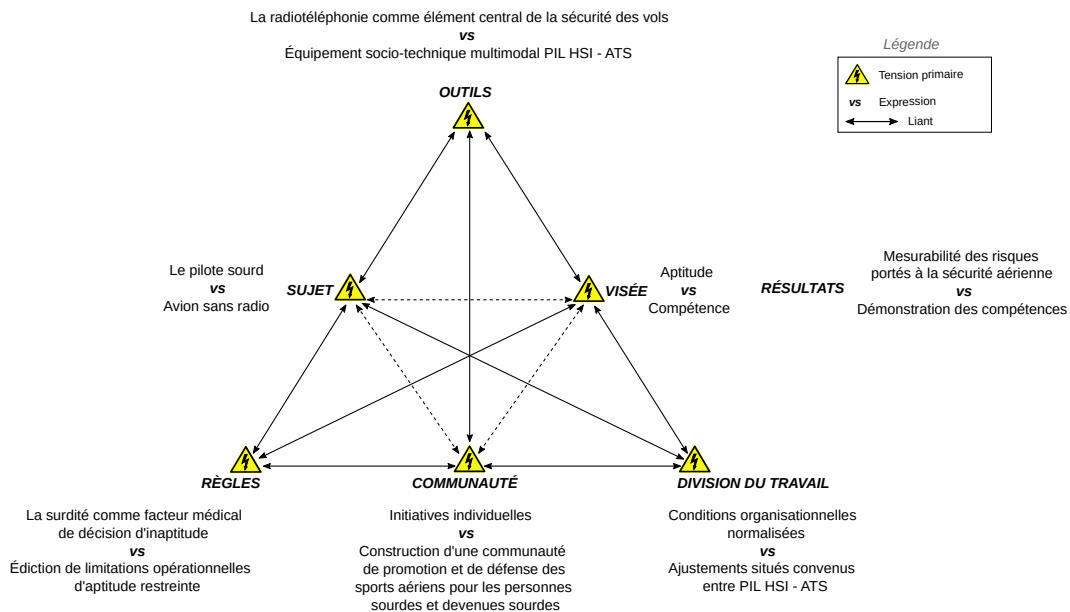 La radiotéléphonie comme élément central de la sécurité des vols
vs
Équipement socio-technique multimodal PIL HSI - ATS
OUTILS
Légende
Tension primaire
vs Expression
Liant
Le pilote sourd
vs
Avion sans radio
SUJET
VISÉE
Aptitude
vs
Compétence
RÉSULTATS
Mesurabilité des risques
portés à la sécurité aérienne
vs
Démonstration des compétences
RÈGLES
La surdité comme facteur médical
de décision d'inaptitude
vs
Édiction de limitations opérationnelles
d'aptitude restreinte
COMMUNAUTÉ
Initiatives individuelles
vs
Construction d'une communauté
de promotion et de défense des
sports aériens pour les personnes
sourdes et devenues sourdes
DIVISION DU TRAVAIL
Conditions organisationnelles
normalisées
vs
Ajustements situés convenus
entre PIL HSI - ATS